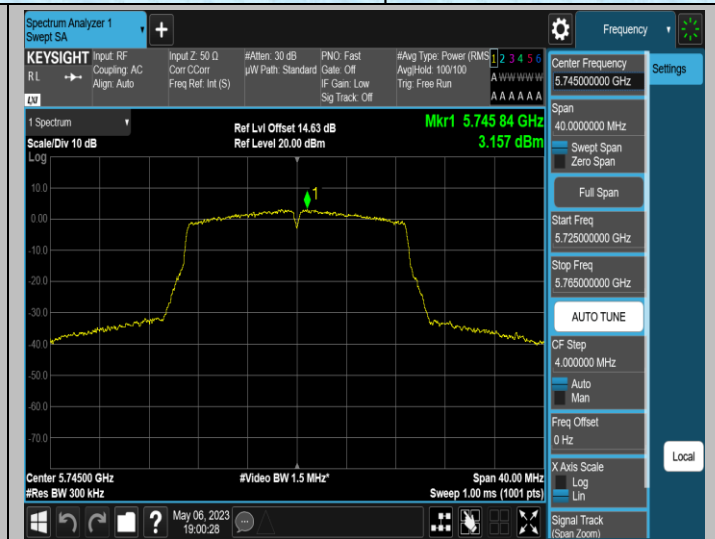 Spectrum Analyzer 1
Swept SA
+
Frequency
KEYSIGHT
RL
LXI
Input: RF
Coupling: AC
Align: Auto
Input Z: 50 Ω
Corr CCorr
Freq Ref: Int (S)
#Atten: 30 dB
µW Path: Standard
PNO: Fast
Gate: Off
IF Gain: Low
Sig Track: Off
#Avg Type: Power (RMS
Avg|Hold: 100/100
Trig: Free Run
1 2 3 4 5 6
A W W W W W
A A A A A A
1 Spectrum
Scale/Div 10 dB
Log
Ref Lvl Offset 14.63 dB
Ref Level 20.00 dBm
Mkr1 5.745 84 GHz
3.157 dBm
1
10.0
0.00
-10.0
-20.0
-30.0
-40.0
-50.0
-60.0
-70.0
Center 5.74500 GHz
#Res BW 300 kHz
#Video BW 1.5 MHz*
Span 40.00 MHz
Sweep 1.00 ms (1001 pts)
Center Frequency
5.745000000 GHz
Settings
Span
40.0000000 MHz
Swept Span
Zero Span
Full Span
Start Freq
5.725000000 GHz
Stop Freq
5.765000000 GHz
AUTO TUNE
CF Step
4.000000 MHz
Auto
Man
Freq Offset
0 Hz
X Axis Scale
Log
Lin
Local
Signal Track
(Span Zoom)
?
May 06, 2023
19:00:28